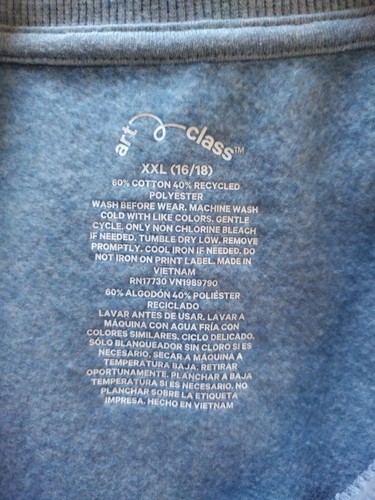 art class™
XXL (16/18)
60% COTTON 40% RECYCLED
POLYESTER
WASH BEFORE WEAR. MACHINE WASH
COLD WITH LIKE COLORS. GENTLE
CYCLE. ONLY NON CHLORINE BLEACH
IF NEEDED. TUMBLE DRY LOW. REMOVE
PROMPTLY. COOL IRON IF NEEDED. DO
NOT IRON ON PRINT LABEL. MADE IN
VIETNAM
RN17730 VN1989790
60% ALGODÓN 40% POLIÉSTER
RECICLADO
LAVAR ANTES DE USAR. LAVAR A
MÁQUINA CON AGUA FRÍA CON
COLORES SIMILARES. CICLO DELICADO.
SÓLO BLANQUEADOR SIN CLORO SI ES
NECESARIO. SECAR A MÁQUINA A
TEMPERATURA BAJA. RETIRAR
OPORTUNAMENTE. PLANCHAR A BAJA
TEMPERATURA SI ES NECESARIO. NO
PLANCHAR SOBRE LA ETIQUETA
IMPRESA. HECHO EN VIETNAM